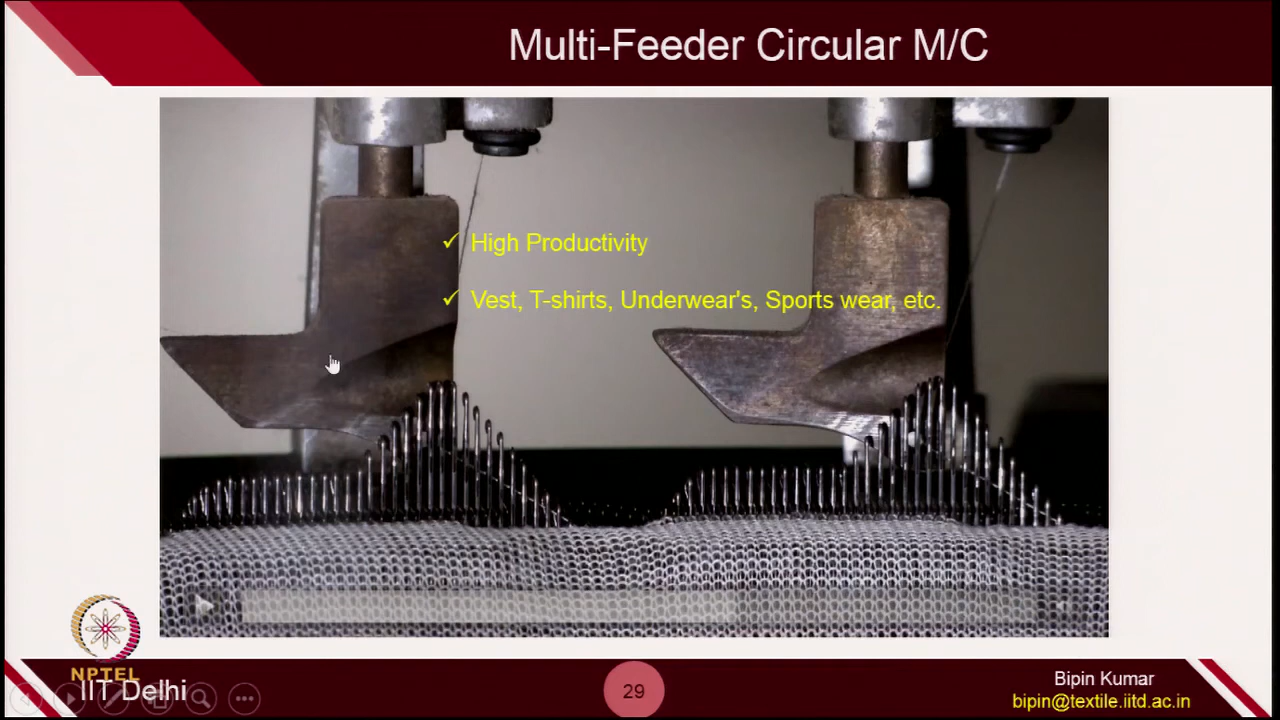 Multi-Feeder Circular M/C
✓ High Productivity
✓ Vest, T-shirts, Underwear's, Sports wear, etc.
NPTEL
IIT Delhi
29
Bipin Kumar
bipin@textile.iitd.ac.in